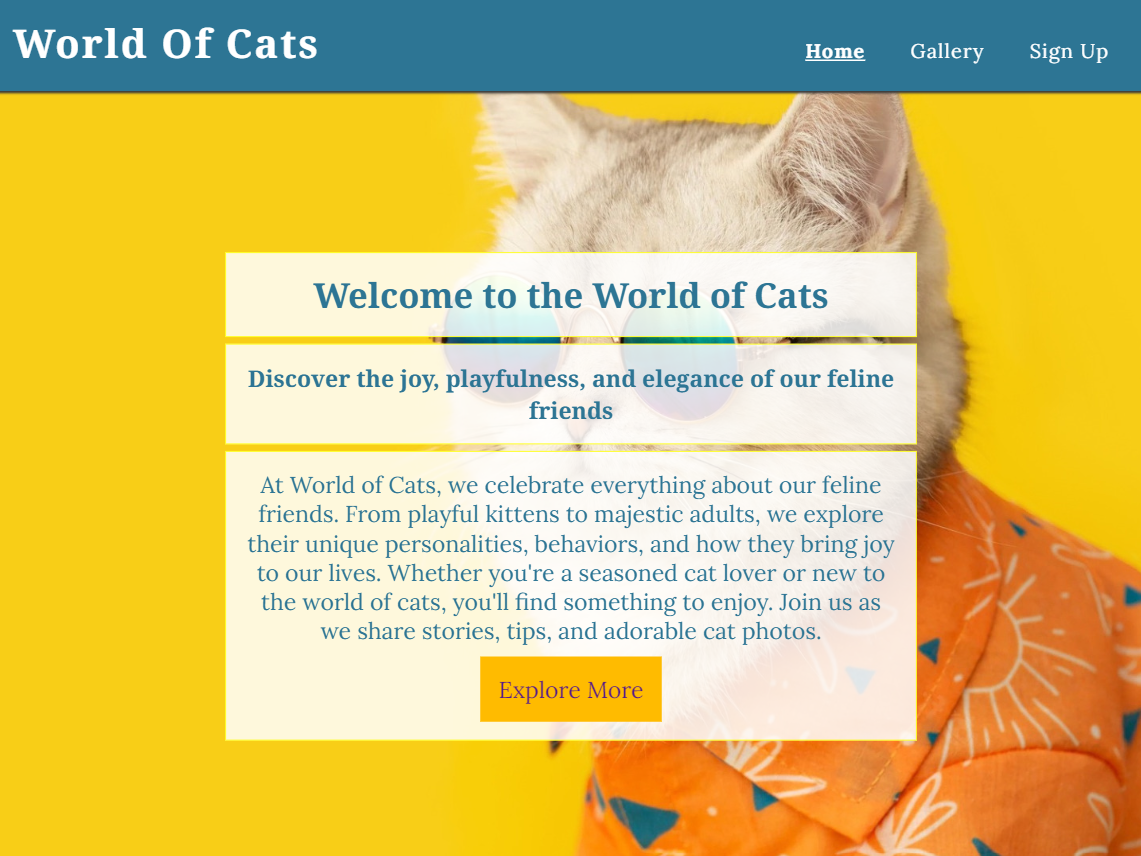 World Of Cats
Home Gallery Sign Up
Welcome to the World of Cats
Discover the joy, playfulness, and elegance of our feline
friends
At World of Cats, we celebrate everything about our feline
friends. From playful kittens to majestic adults, we explore
their unique personalities, behaviors, and how they bring joy
to our lives. Whether you're a seasoned cat lover or new to
the world of cats, you'll find something to enjoy. Join us as
we share stories, tips, and adorable cat photos.
Explore More